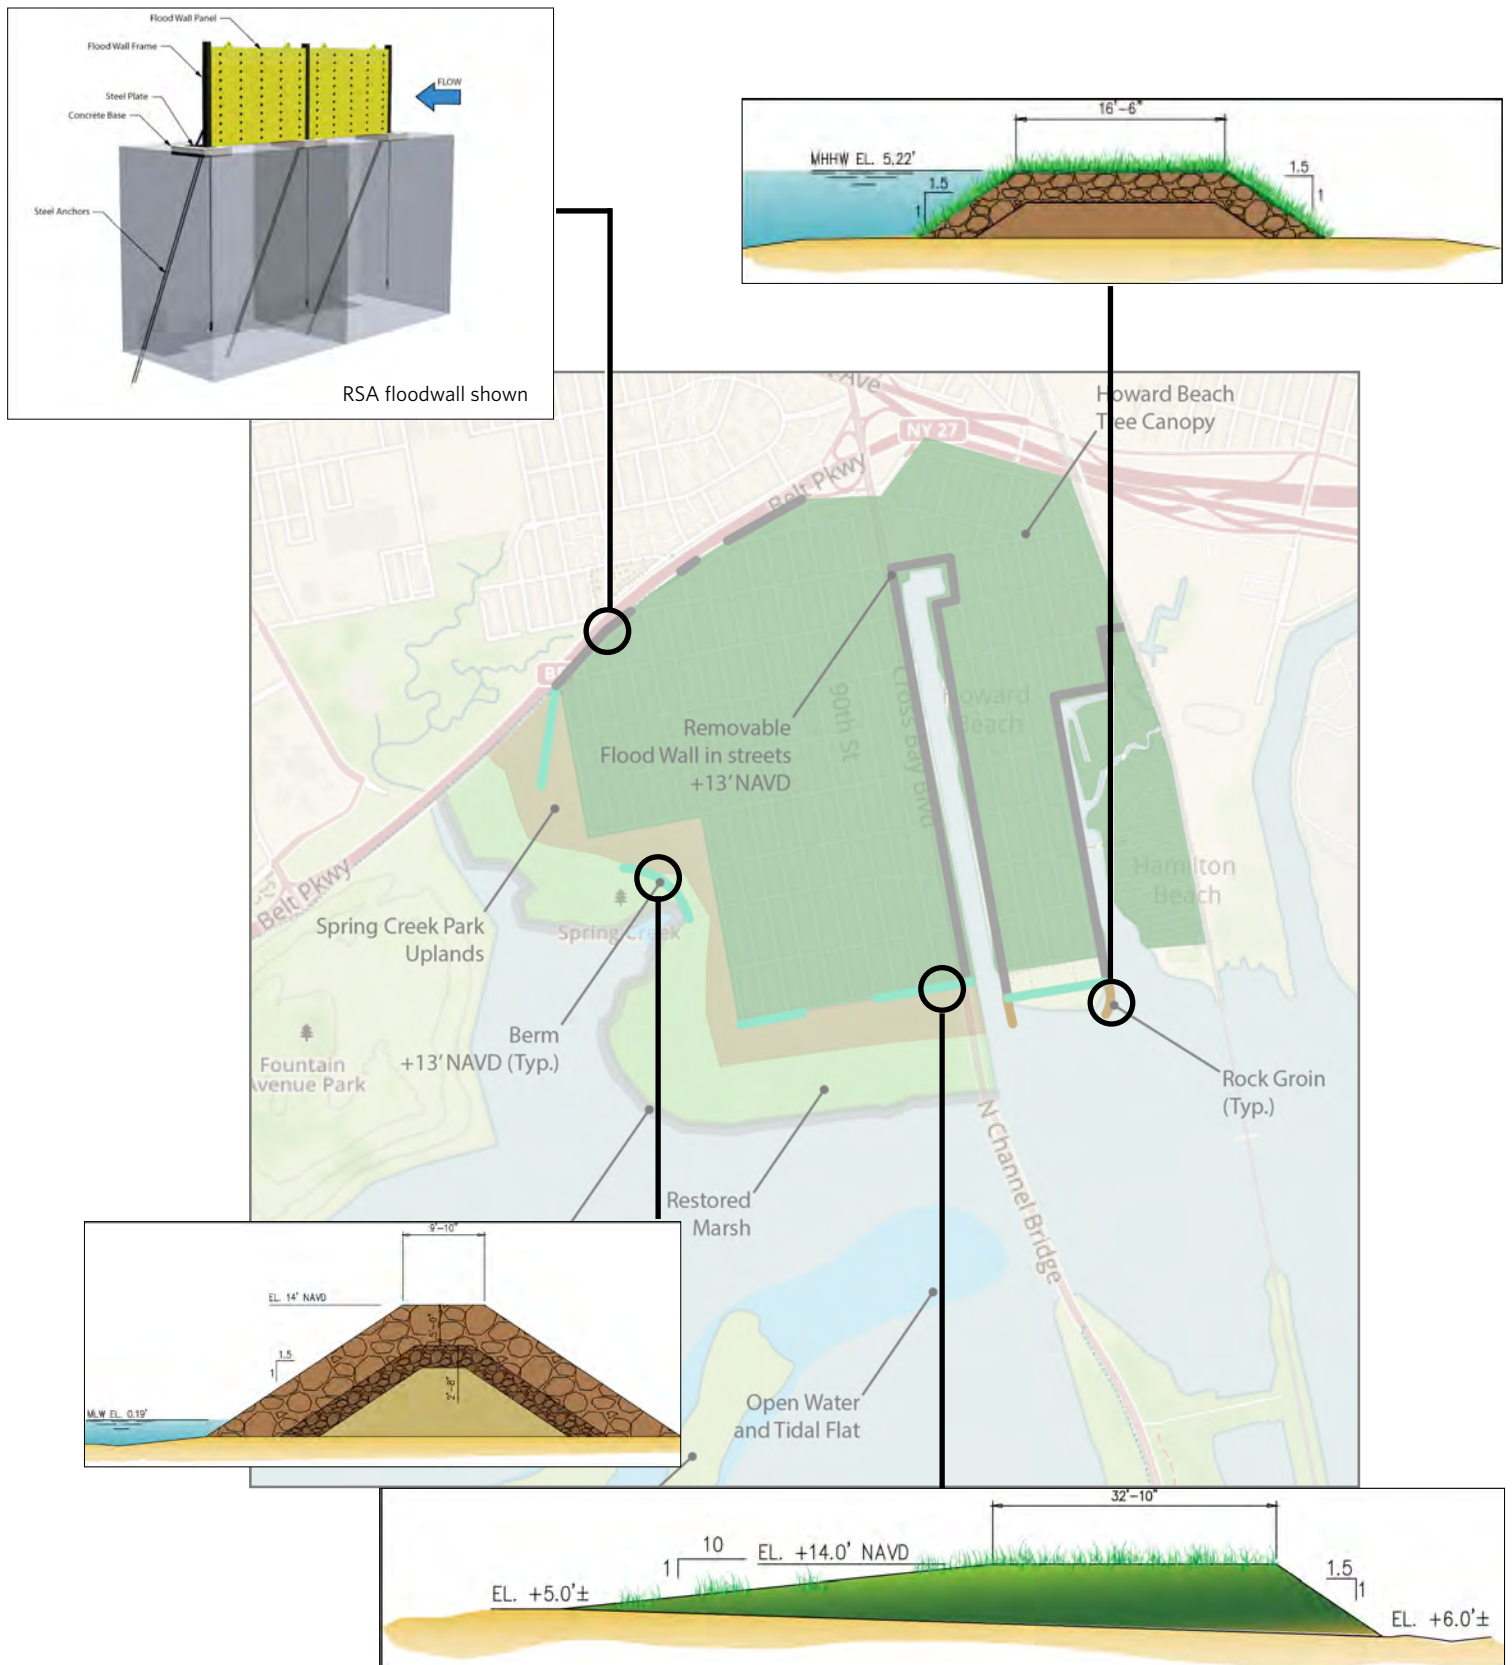 Flood Wall Panel
Flood Wall Frame
FLOW
Steel Plate
Concrete Base
Steel Anchors
RSA floodwall shown
16'-6"
MHHW EL. 5.22'
1.5
1
1.5
1
Ave
Howard Beach
Tree Canopy
NY 27
Belt Pkwy
Removable
Flood Wall in streets
+13' NAVD
90th St
Cross Bay Blvd
Howard
Beach
Hamilton
Beach
Belt Pkwy
Spring Creek Park
Uplands
Spring Creek
Berm
+13' NAVD (Typ.)
Fountain
Avenue Park
Rock Groin
(Typ.)
N Channel Bridge
Restored
Marsh
Open Water
and Tidal Flat
9'-10"
EL. 14' NAVD
5'-0"
1.5
1
2'-8"
MLW EL. 0.19'
32'-10"
10
1
EL. +14.0' NAVD
1.5
1
EL. +5.0'±
EL. +6.0'±